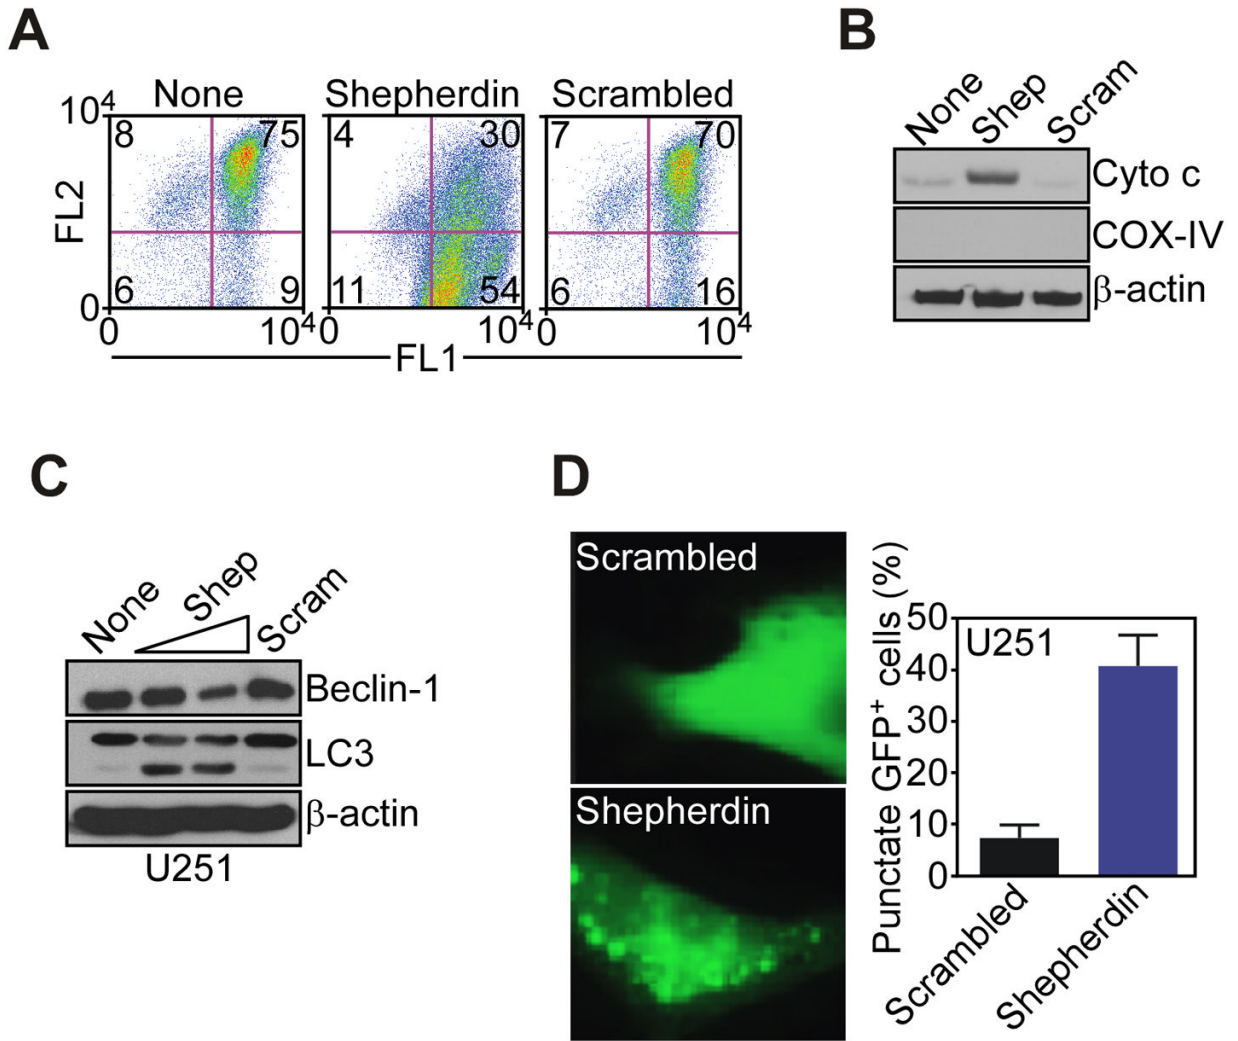 A
None
Shepherdin
Scrambled
10⁴
FL2
0
8
75
6
9
4
30
11
54
7
70
6
16
0
10⁴
0
10⁴
0
10⁴
FL1
B
None
Shep
Scram
Cyto c
COX-IV
β-actin
C
None
Shep
Scram
Beclin-1
LC3
β-actin
U251
D
Scrambled
Shepherdin
Punctate GFP⁺ cells (%)
50
40
30
20
10
0
U251
Scrambled
Shepherdin